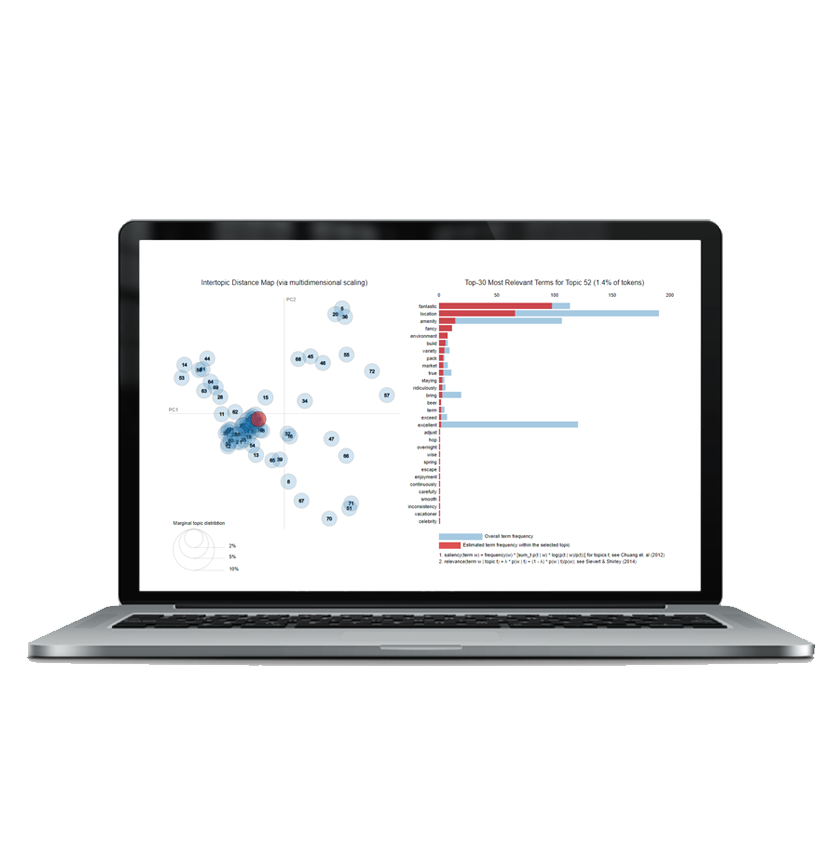 Intertopic Distance Map (via multidimensional scaling)
PC2
PC1
5
20
36
44
14
61
53
64
63
28
68
45
46
55
72
57
15
34
11
62
47
66
54
13
65
39
6
67
71
51
70
Marginal topic distribtion
2%
5%
10%
Top-30 Most Relevant Terms for Topic 52 (1.4% of tokens)
0 50 100 150 200
fantastic
location
amenity
fancy
environment
build
variety
pack
market
true
staying
ridiculously
bring
beer
term
exceed
excellent
adjust
hop
overnight
wise
spring
escape
enjoyment
continuously
carefully
smooth
inconsistency
vacationer
celebrity
Overall term frequency
Estimated term frequency within the selected topic
1. saliency(term w) = frequency(w) * [sum_t p(t | w) * log(p(t | w)/p(t))] for topics t; see Chuang et. al (2012)
2. relevance(term w | topic t) = λ * p(w | t) + (1 - λ) * p(w | t)/p(w); see Sievert & Shirley (2014)